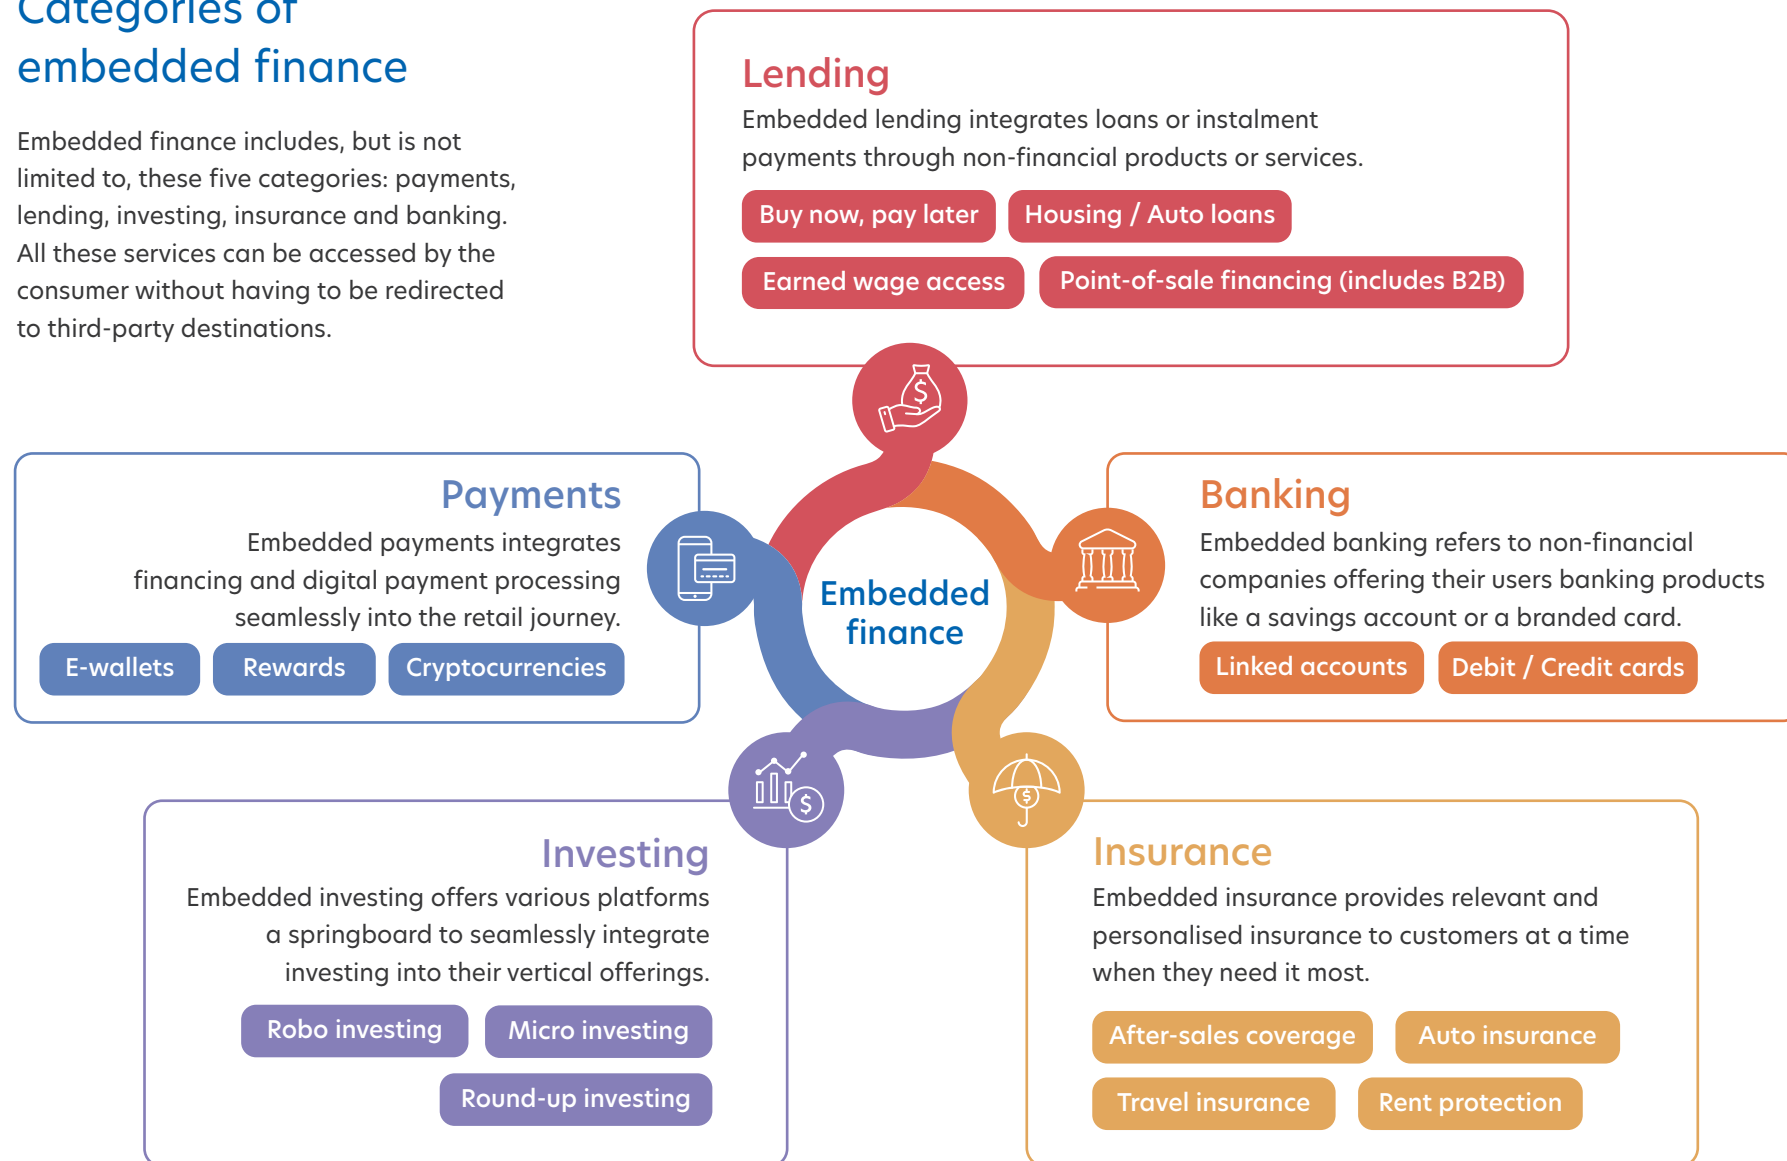 Categories of
embedded finance
Embedded finance includes, but is not
limited to, these five categories: payments,
lending, investing, insurance and banking.
All these services can be accessed by the
consumer without having to be redirected
to third-party destinations.
Lending
Embedded lending integrates loans or instalment
payments through non-financial products or services.
Buy now, pay later
Housing / Auto loans
Earned wage access
Point-of-sale financing (includes B2B)
$
Payments
Embedded payments integrates
financing and digital payment processing
seamlessly into the retail journey.
E-wallets
Rewards
Cryptocurrencies
Embedded
finance
Banking
Embedded banking refers to non-financial
companies offering their users banking products
like a savings account or a branded card.
Linked accounts
Debit / Credit cards
$
Investing
Embedded investing offers various platforms
a springboard to seamlessly integrate
investing into their vertical offerings.
Robo investing
Micro investing
Round-up investing
$
Insurance
Embedded insurance provides relevant and
personalised insurance to customers at a time
when they need it most.
After-sales coverage
Auto insurance
Travel insurance
Rent protection